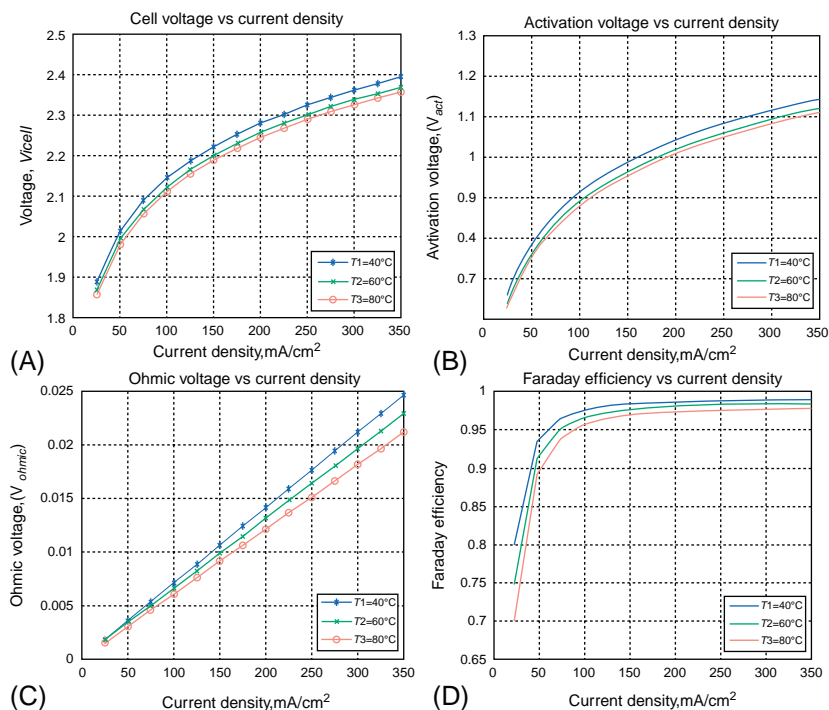 Cell voltage vs current density
2.5
2.4
2.3
2.2
2.1
2
1.9
1.8
Voltage, Vicell
T1=40°C
T2=60°C
T3=80°C
0 50 100 150 200 250 300 350
Current density,mA/cm2
(A)
Activation voltage vs current density
1.3
1.2
1.1
1
0.9
0.4
0.7
Avtivation voltage,(Vact)
T1=40°C
T2=60°C
T3=80°C
0 50 100 150 200 250 300 350
Current density,mA/cm2
(B)
Ohmic voltage vs current density
0.025
0.02
0.015
0.01
0.005
0
Ohmic voltage,(V ohmic)
T1=40°C
T2=60°C
T3=80°C
0 50 100 150 200 250 300 350
Current density,mA/cm2
(C)
Faraday efficiency vs current density
1
0.95
0.9
0.85
0.8
0.75
0.7
0.65
Faraday efficiency
T1=40°C
T2=60°C
T3=80°C
0 50 100 150 200 250 300 350
Current density,mA/cm2
(D)